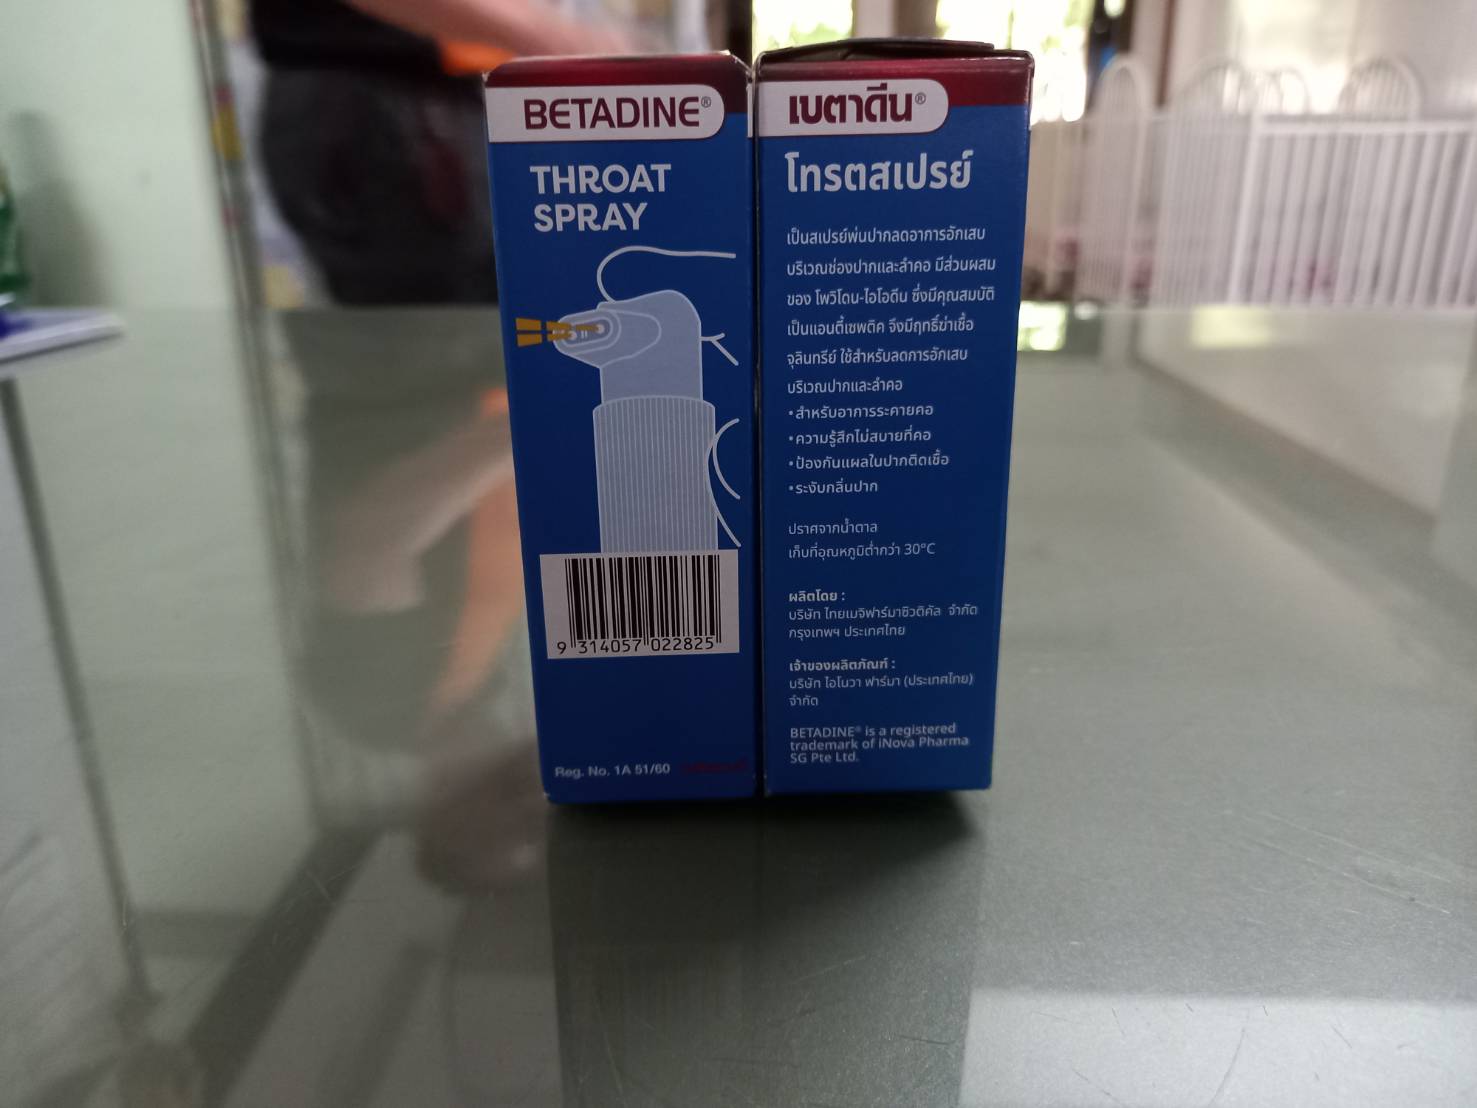 BETADINE®
THROAT
SPRAY
9 314057 022825
Reg. No. 1A 51/60
เบตาดีน®
โทรตสเปรย์
เป็นสเปรย์พ่นปากลดอาการอักเสบ
บริเวณช่องปากและลำคอ มีส่วนผสม
ของ โพวิโดน-ไอโอดีน ซึ่งมีคุณสมบัติ
เป็นแอนตี้เซพติค จึงมีฤทธิ์ฆ่าเชื้อ
จุลินทรีย์ ใช้สำหรับลดการอักเสบ
บริเวณปากและลำคอ
•สำหรับอาการระคายคอ
•ความรู้สึกไม่สบายที่คอ
•ป้องกันแผลในปากติดเชื้อ
•ระงับกลิ่นปาก
ปราศจากน้ำตาล
เก็บที่อุณหภูมิต่ำกว่า 30°C
ผลิตโดย :
บริษัท ไทยเมจิฟาร์มาซิวติคัล จำกัด
กรุงเทพฯ ประเทศไทย
เจ้าของผลิตภัณฑ์ :
บริษัท ไอโนวา ฟาร์มา (ประเทศไทย)
จำกัด
BETADINE® is a registered
trademark of iNova Pharma
SG Pte Ltd.